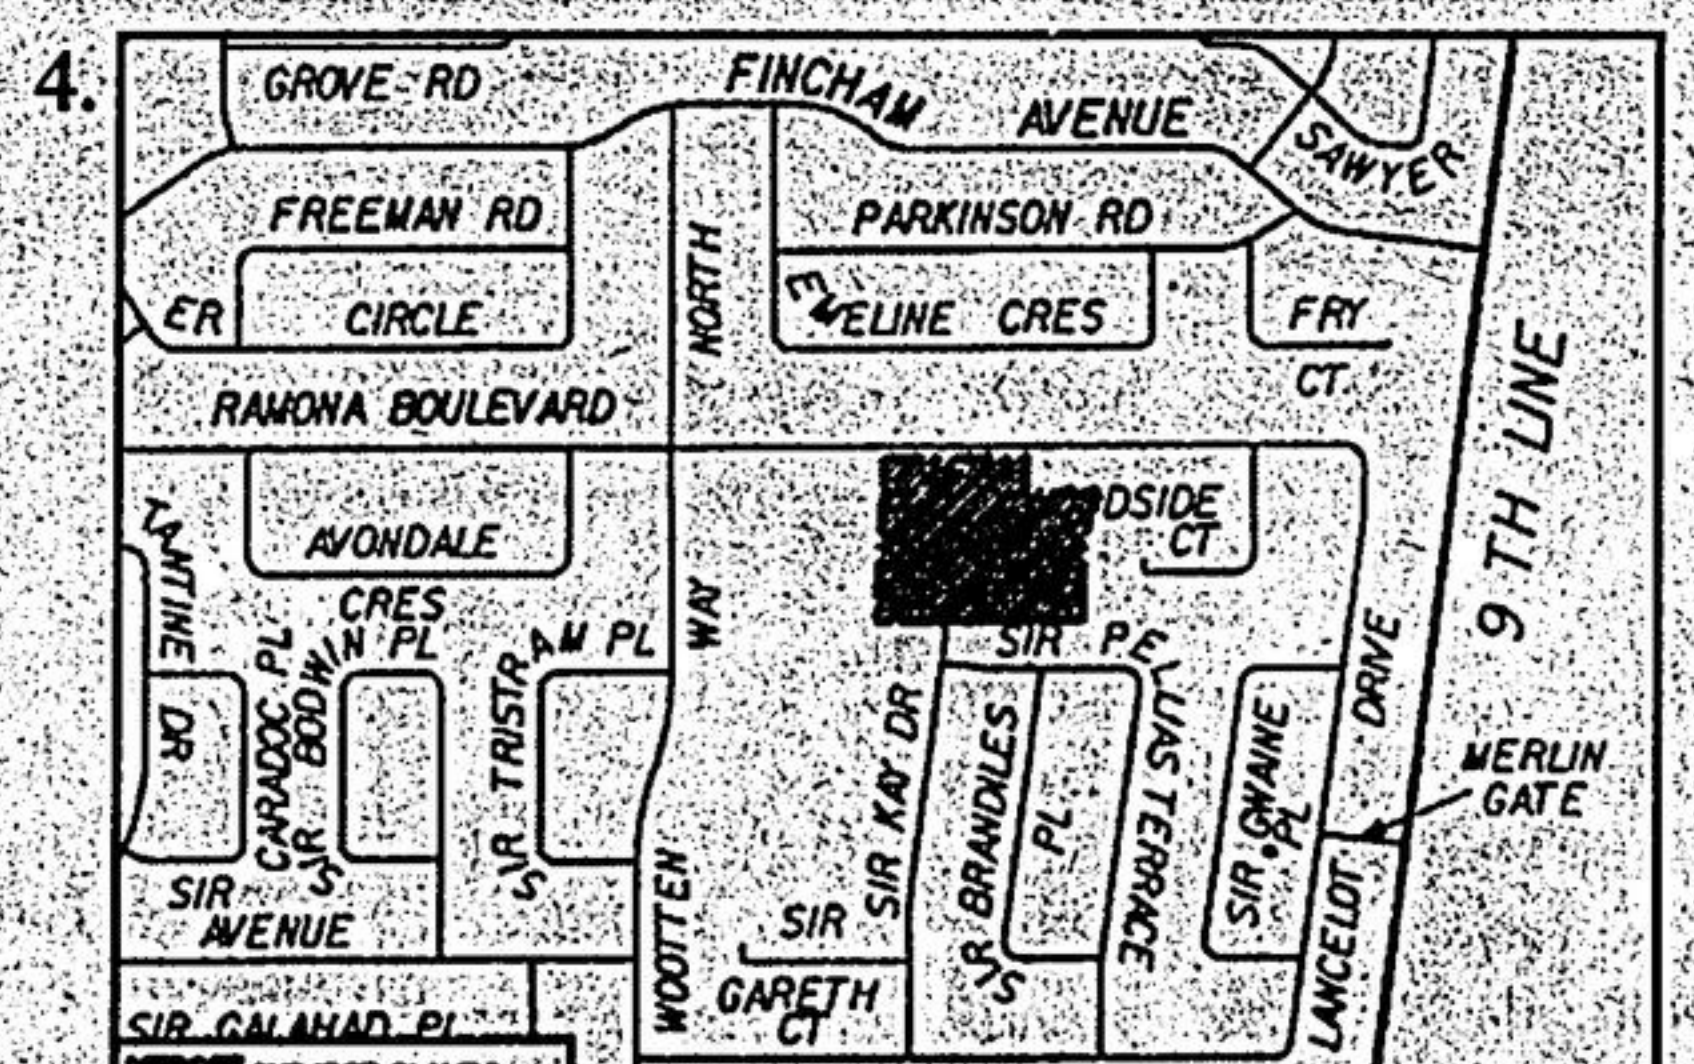 4.
GROVE RD
FINCHAM
AVENUE
SAWYER
FREEMAN RD
PARKINSON RD
NORTH
ER
CIRCLE
EMELINE CRES
FRY
CT.
RAMONA BOULEVARD
9 TH LINE
DSIDE
CT
TANTINE
AVONDALE
CRES
WAY
SIR BODWIN PL
SIR TRISTRAM PL
SIR PELLIAS TERRACE
DR
CARADOC PL
SIR KAY DR
SIR BRANDILES
PL
SIR GWAINE
PL
DRIVE
MERLIN
GATE
SIR
AVENUE
WOOTTEN
SIR
GARETH
CT
LANCELOT
SIR GALAHAD PL